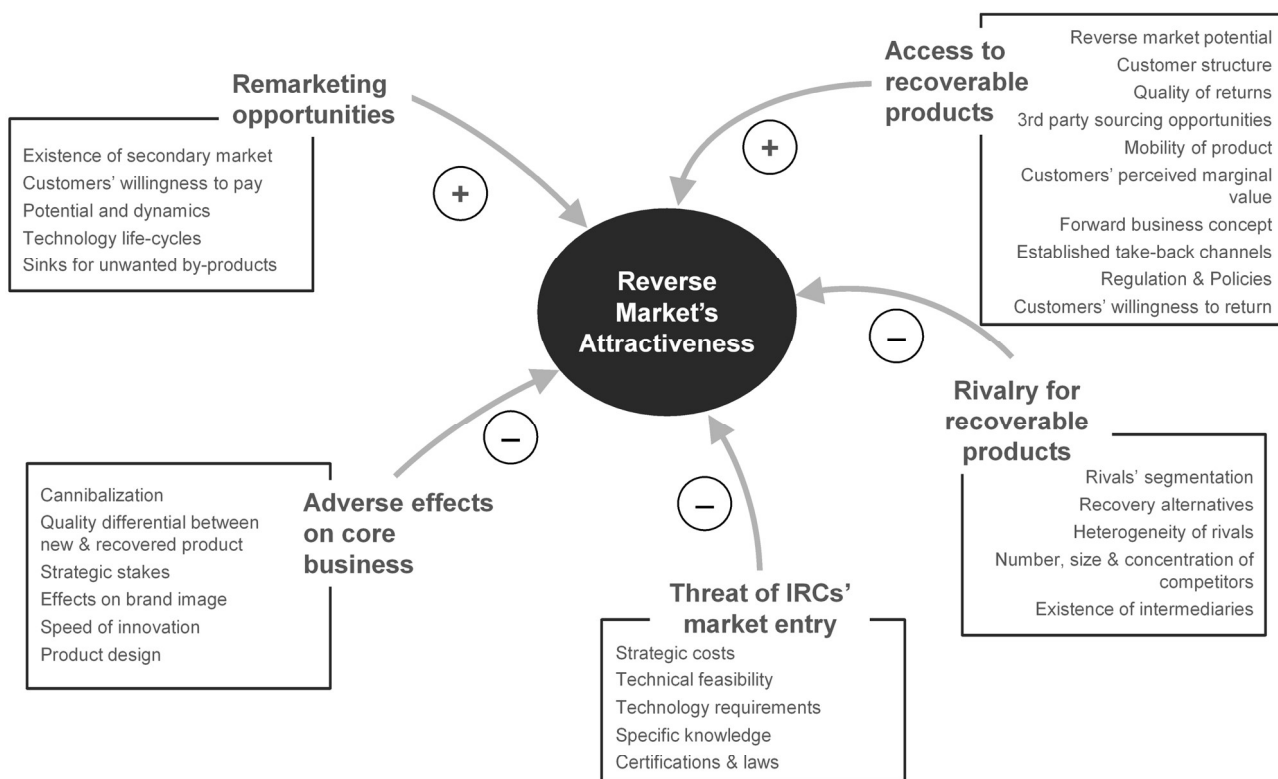 Remarketing
opportunities
Existence of secondary market
Customers’ willingness to pay
Potential and dynamics
Technology life-cycles
Sinks for unwanted by-products
+
Access to
recoverable
products
Reverse market potential
Customer structure
Quality of returns
3rd party sourcing opportunities
Mobility of product
Customers’ perceived marginal
value
Forward business concept
Established take-back channels
Regulation & Policies
Customers’ willingness to return
+
Reverse
Market’s
Attractiveness
–
Rivalry for
recoverable
products
Rivals’ segmentation
Recovery alternatives
Heterogeneity of rivals
Number, size & concentration of
competitors
Existence of intermediaries
–
Adverse effects
on core
business
Cannibalization
Quality differential between
new & recovered product
Strategic stakes
Effects on brand image
Speed of innovation
Product design
–
Threat of IRCs’
market entry
Strategic costs
Technical feasibility
Technology requirements
Specific knowledge
Certifications & laws